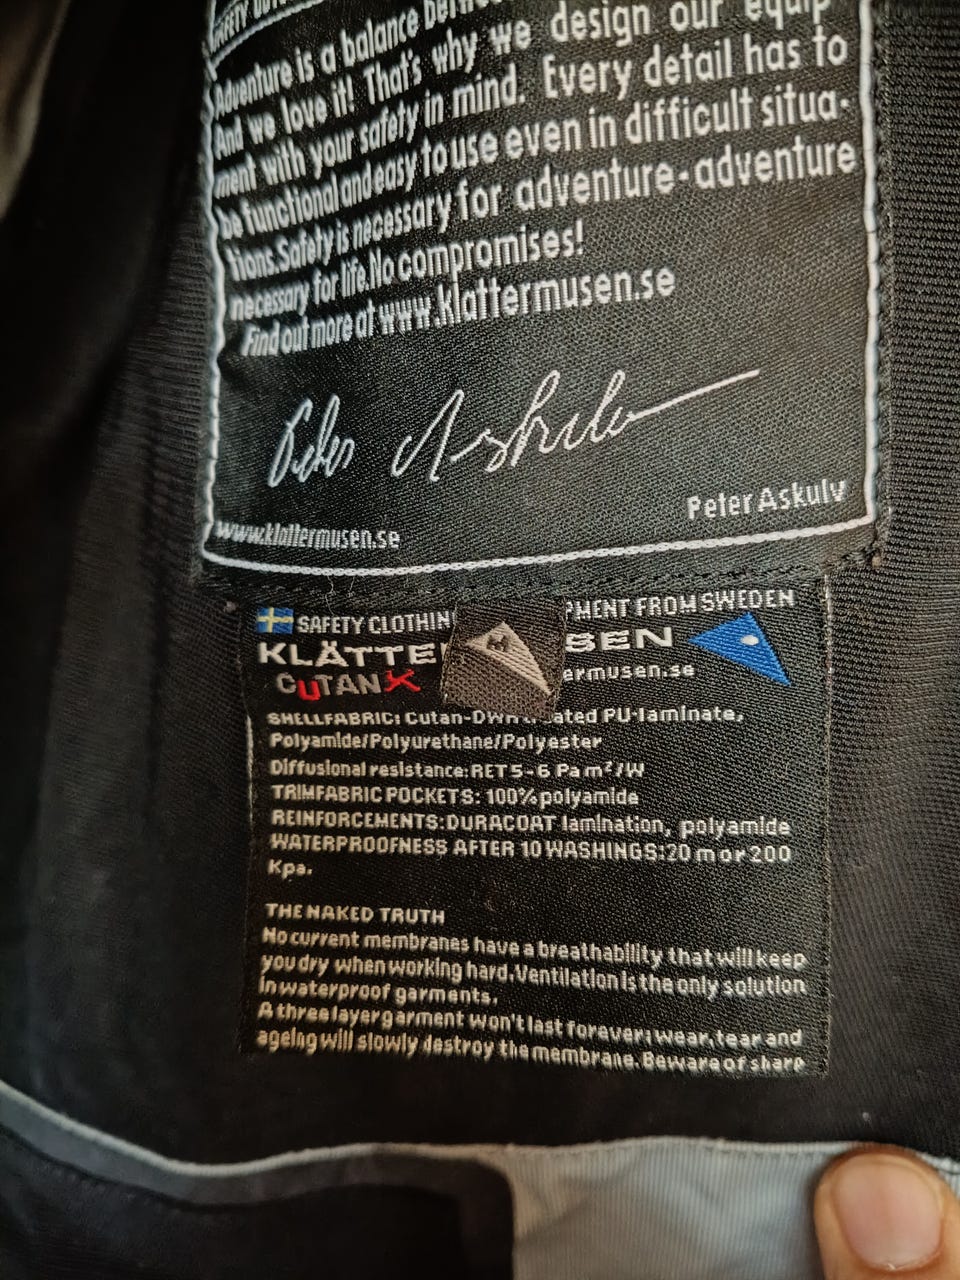 Adventure is a balance
And we love it! That's why we design our equip
ment with your safety in mind. Every detail has to
be functional and easy to use even in difficult situa-
tions. Safety is necessary for adventure-adventure
necessary for life. No compromises!
Find out more at www.klattermusen.se
Peter Askulv
Peter Askulv
www.klattermusen.se
SAFETY CLOTHIN PMENT FROM SWEDEN
KLÄTTE SEN
CUTAN X ermusen.se
SHELLFABRIC: Cutan-DWR ated PU-laminate,
Polyamide/Polyurethane/Polyester
Diffusional resistance: RET 5-6 Pa m²/W
TRIMFABRIC POCKETS: 100% polyamide
REINFORCEMENTS: DURACOAT lamination, polyamide
WATERPROOFNESS AFTER 10 WASHINGS: 20 m or 200
Kpa.
THE NAKED TRUTH
No current membranes have a breathability that will keep
you dry when working hard. Ventilation is the only solution
in waterproof garments.
A three layer garment won't last forever; wear, tear and
ageing will slowly destroy the membrane. Beware of sharp